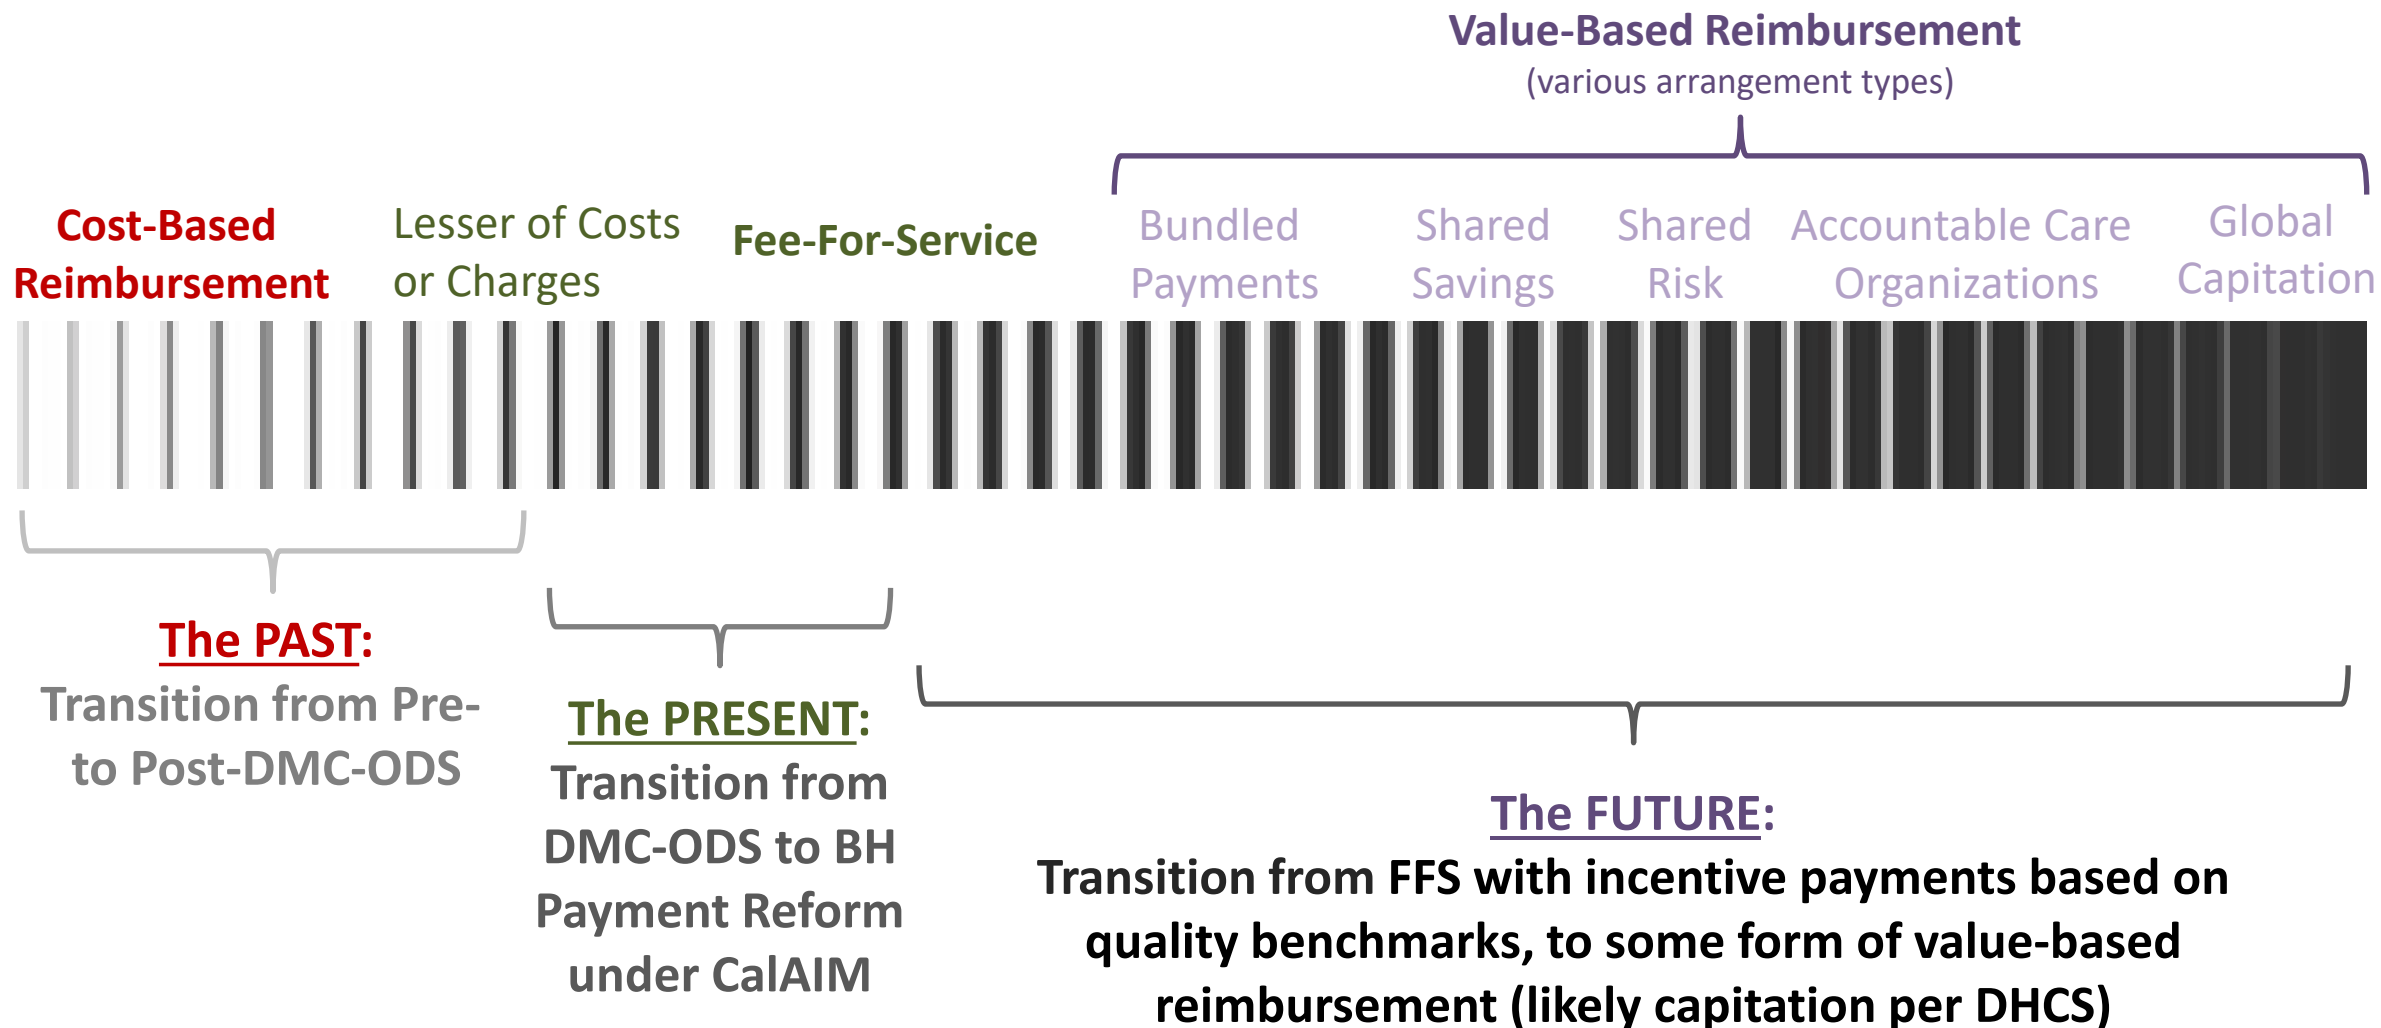 Value-Based Reimbursement
(various arrangement types)
Cost-Based
Reimbursement
Lesser of Costs
or Charges
Fee-For-Service
Bundled
Payments
Shared
Savings
Shared
Risk
Accountable Care
Organizations
Global
Capitation
The PAST:
Transition from Pre-
to Post-DMC-ODS
The PRESENT:
Transition from
DMC-ODS to BH
Payment Reform
under CalAIM
The FUTURE:
Transition from FFS with incentive payments based on
quality benchmarks, to some form of value-based
reimbursement (likely capitation per DHCS)